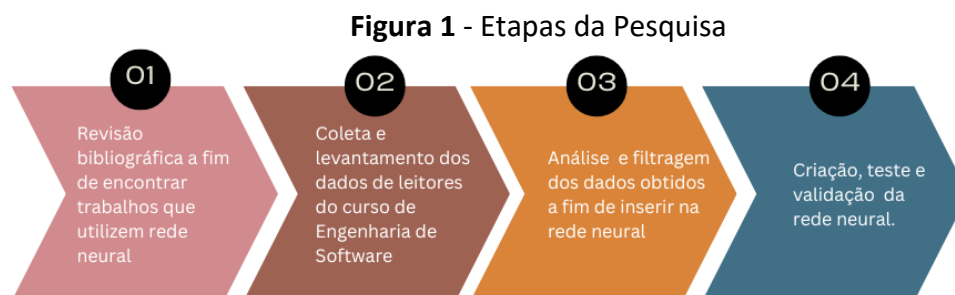 Figura 1 - Etapas da Pesquisa
01
Revisão
bibliográfica a fim
de encontrar
trabalhos que
utilizem rede
neural
02
Coleta e
levantamento dos
dados de leitores
do curso de
Engenharia de
Software
03
Análise e filtragem
dos dados obtidos
a fim de inserir na
rede neural
04
Criação, teste e
validação da
rede neural.